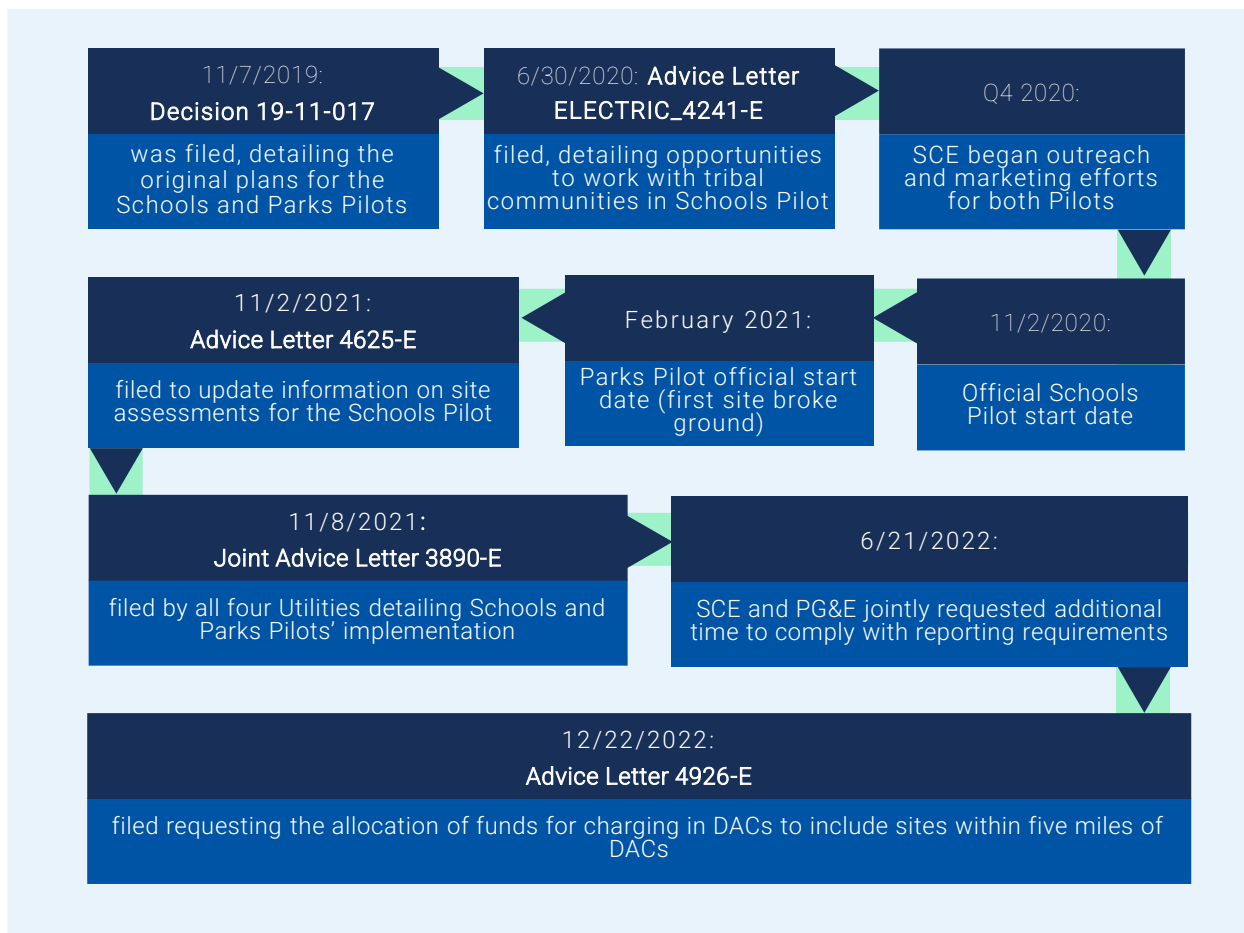 11/7/2019:
Decision 19-11-017
was filed, detailing the
original plans for the
Schools and Parks Pilots
6/30/2020: Advice Letter
ELECTRIC_4241-E
filed, detailing opportunities
to work with tribal
communities in Schools Pilot
Q4 2020:
SCE began outreach
and marketing efforts
for both Pilots
11/2/2020:
Official Schools
Pilot start date
February 2021:
Parks Pilot official start
date (first site broke
ground)
11/2/2021:
Advice Letter 4625-E
filed to update information on site
assessments for the Schools Pilot
11/8/2021:
Joint Advice Letter 3890-E
filed by all four Utilities detailing Schools and
Parks Pilots’ implementation
6/21/2022:
SCE and PG&E jointly requested additional
time to comply with reporting requirements
12/22/2022:
Advice Letter 4926-E
filed requesting the allocation of funds for charging in DACs to include sites within five miles of
DACs